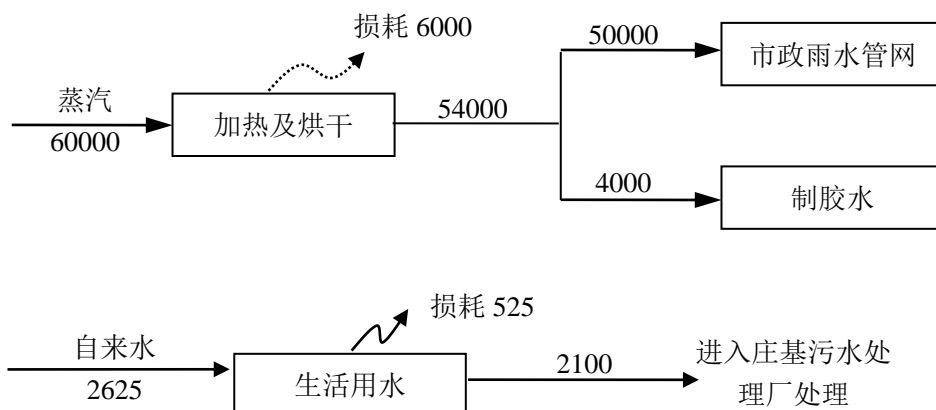 损耗 6000
50000
市政雨水管网
蒸汽
60000
加热及烘干
54000
4000
制胶水
损耗 525
自来水
2625
生活用水
2100
进入庄基污水处
理厂处理